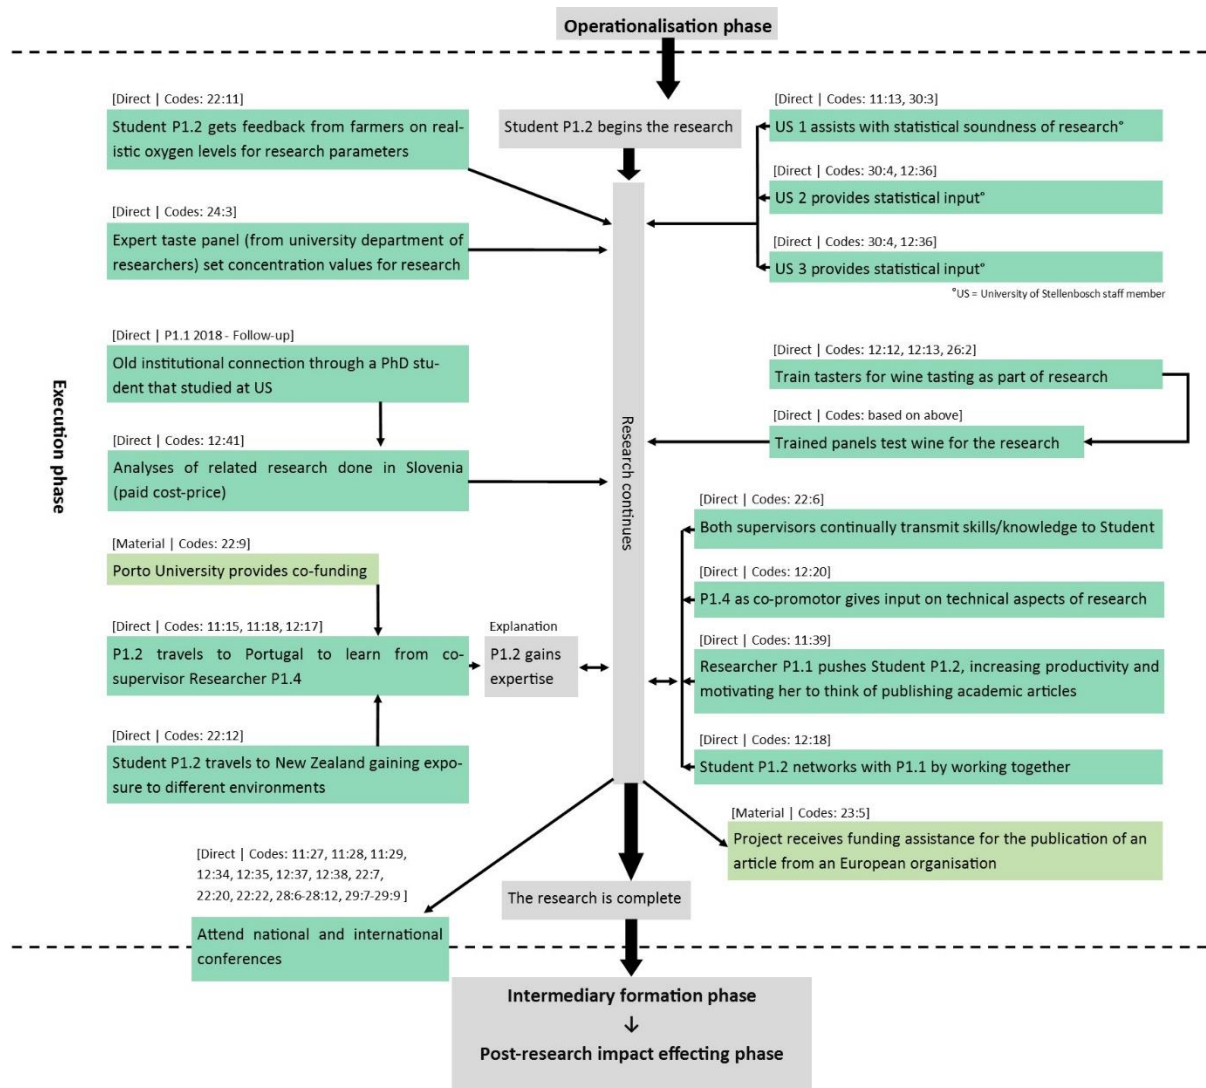 Operationalisation phase
[Direct | Codes: 22:11]
Student P1.2 gets feedback from farmers on real-
istic oxygen levels for research parameters
Student P1.2 begins the research
[Direct | Codes: 11:13, 30:3]
US 1 assists with statistical soundness of research°
[Direct | Codes: 30:4, 12:36]
US 2 provides statistical input°
[Direct | Codes: 24:3]
Expert taste panel (from university department of
researchers) set concentration values for research
[Direct | Codes: 30:4, 12:36]
US 3 provides statistical input°
°US = University of Stellenbosch staff member
Execution phase
Research continues
[Direct | P1.1 2018 - Follow-up]
Old institutional connection through a PhD stu-
dent that studied at US
[Direct | Codes: 12:12, 12:13, 26:2]
Train tasters for wine tasting as part of research
[Direct | Codes: based on above]
Trained panels test wine for the research
[Direct | Codes: 12:41]
Analyses of related research done in Slovenia
(paid cost-price)
[Direct | Codes: 22:6]
Both supervisors continually transmit skills/knowledge to Student
[Material | Codes: 22:9]
Porto University provides co-funding
[Direct | Codes: 12:20]
P1.4 as co-promotor gives input on technical aspects of research
[Direct | Codes: 11:15, 11:18, 12:17]
P1.2 travels to Portugal to learn from co-
supervisor Researcher P1.4
Explanation
P1.2 gains
expertise
[Direct | Codes: 11:39]
Researcher P1.1 pushes Student P1.2, increasing productivity and
motivating her to think of publishing academic articles
[Direct | Codes: 22:12]
Student P1.2 travels to New Zealand gaining expo-
sure to different environments
[Direct | Codes: 12:18]
Student P1.2 networks with P1.1 by working together
[Material | Codes: 23:5]
Project receives funding assistance for the publication of an
article from an European organisation
[Direct | Codes: 11:27, 11:28, 11:29,
12:34, 12:35, 12:37, 12:38, 22:7,
22:20, 22:22, 28:6-28:12, 29:7-29:9 ]
Attend national and international
conferences
The research is complete
Intermediary formation phase
↓
Post-research impact effecting phase